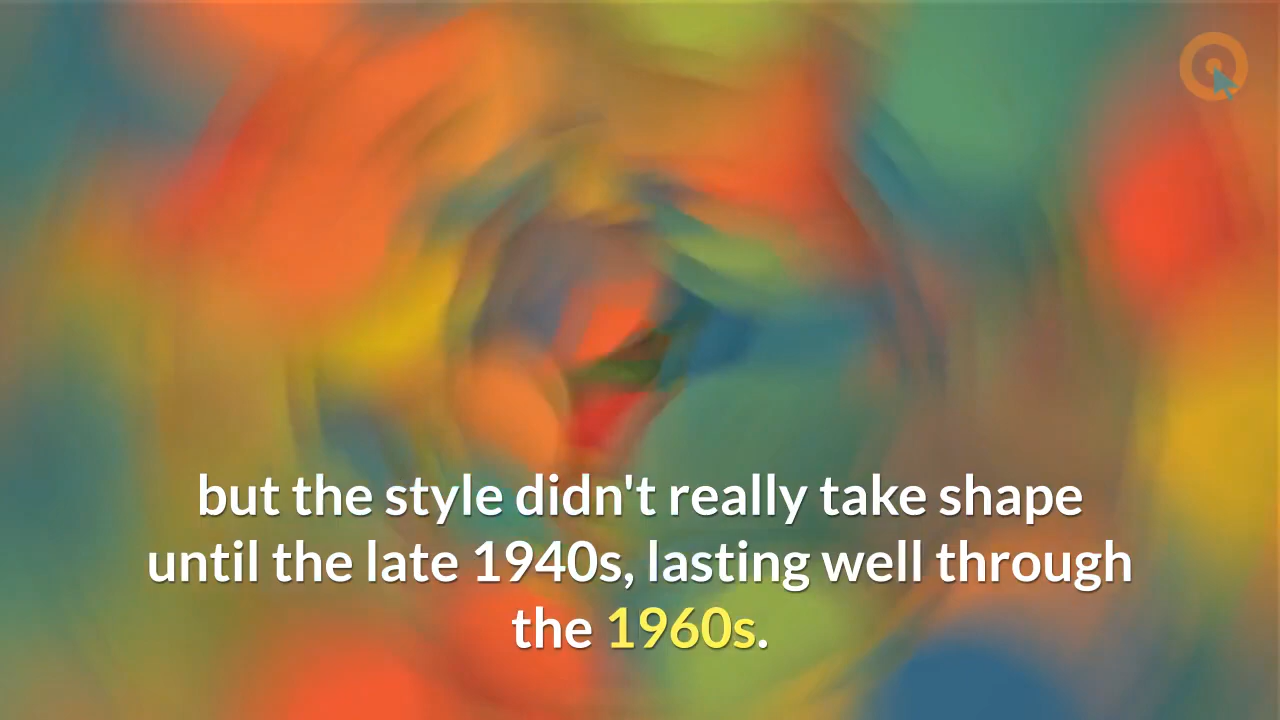 but the style didn't really take shape
until the late 1940s, lasting well through
the 1960s.